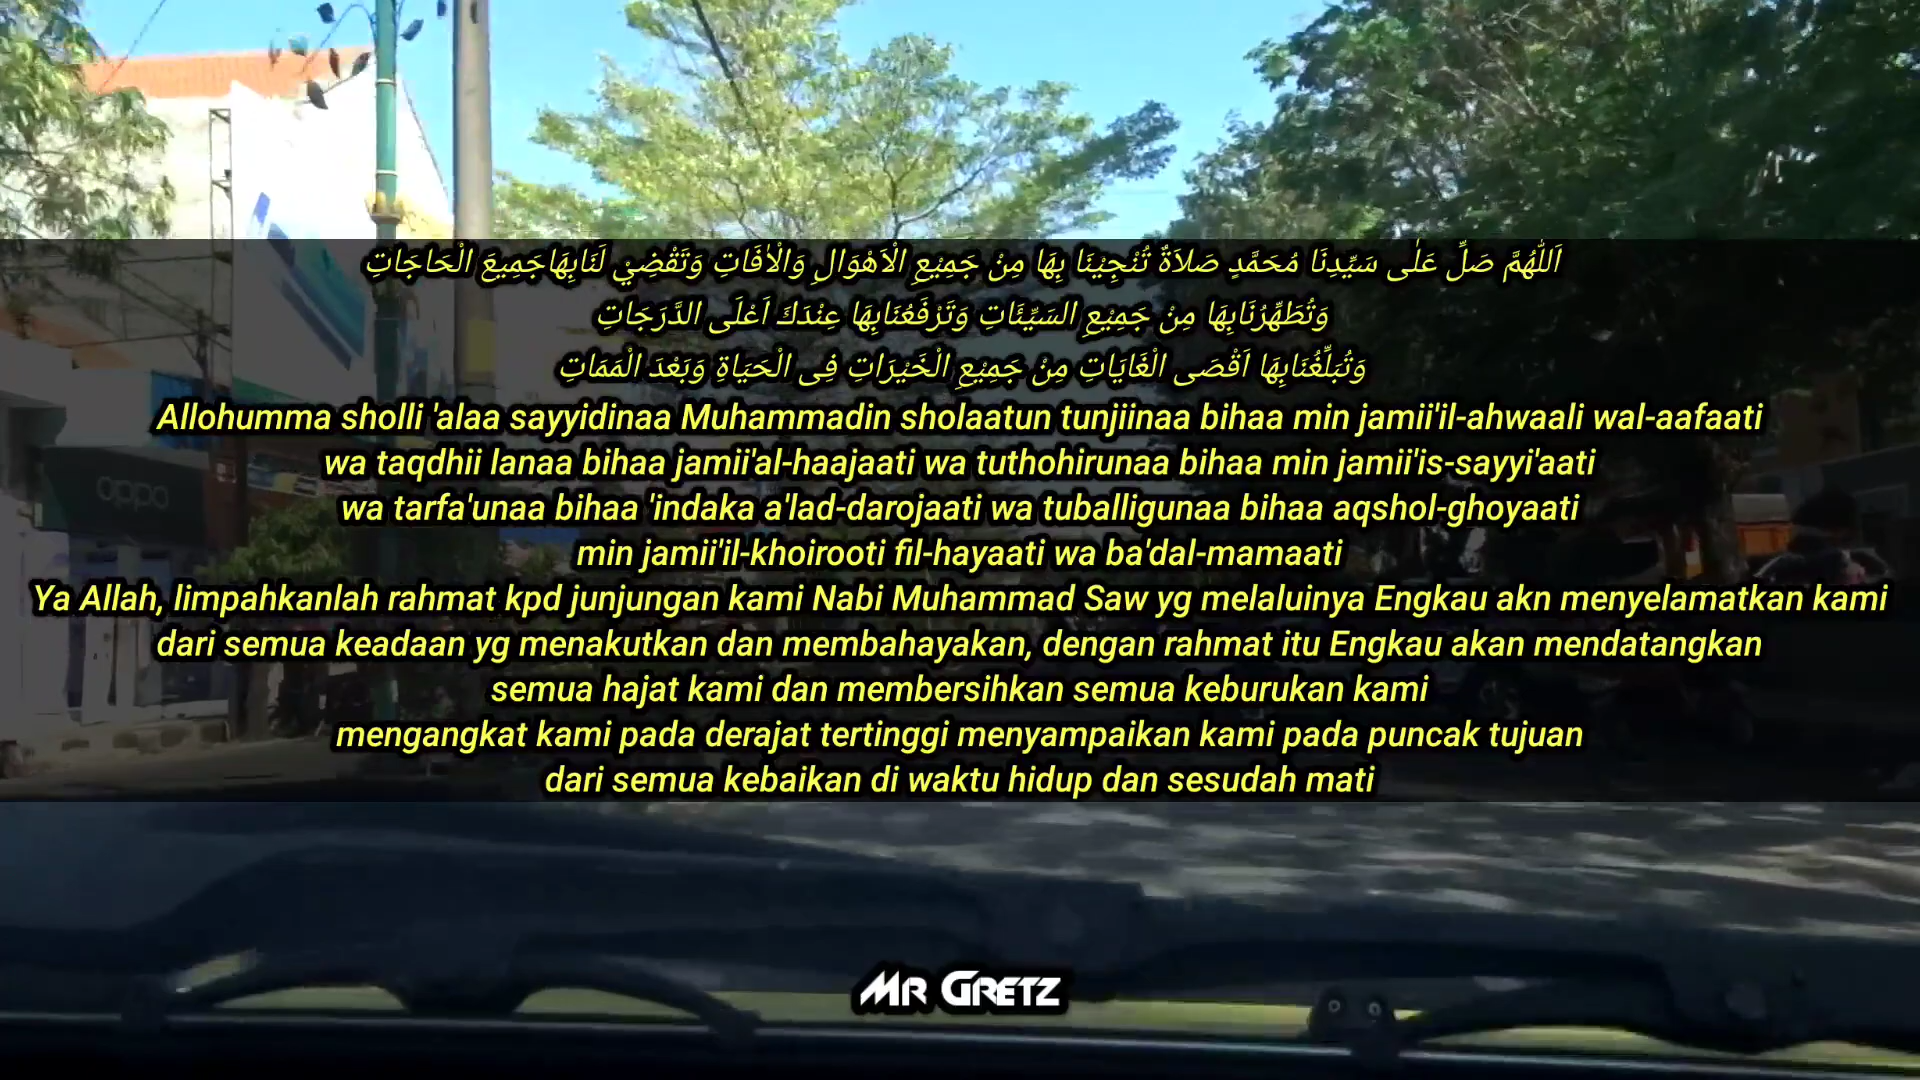 اَللّٰهُمَّ صَلِّ عَلٰى سَيِّدِنَا مُحَمَّدٍ صَلاَةً تُنْجِيْنَا بِهَا مِنْ جَمِيْعِ الْاَهْوَالِ وَالْاٰفَاتِ وَتَقْضِيْ لَنَابِهَاجَمِيعَ الْحَاجَاتِ
وَتُطَهِّرُنَابِهَا مِنْ جَمِيْعِ السَيِّئَاتِ وَتَرْفَعُنَابِهَا عِنْدَكَ اَعْلَى الدَّرَجَاتِ
وَتُبَلِّغُنَابِهَا اَقْصَى الْغَايَاتِ مِنْ جَمِيْعِ الْخَيْرَاتِ فِى الْحَيَاةِ وَبَعْدَ الْمَمَاتِ
Allohumma sholli 'alaa sayyidinaa Muhammadin sholaatun tunjiinaa bihaa min jamii'il-ahwaali wal-aafaati
wa taqdhii lanaa bihaa jamii'al-haajaati wa tuthohirunaa bihaa min jamii'is-sayyi'aati
wa tarfa'unaa bihaa 'indaka a'lad-darojaati wa tuballigunaa bihaa aqshol-ghoyaati
min jamii'il-khoirooti fil-hayaati wa ba'dal-mamaati
Ya Allah, limpahkanlah rahmat kpd junjungan kami Nabi Muhammad Saw yg melaluinya Engkau akn menyelamatkan kami
dari semua keadaan yg menakutkan dan membahayakan, dengan rahmat itu Engkau akan mendatangkan
semua hajat kami dan membersihkan semua keburukan kami
mengangkat kami pada derajat tertinggi menyampaikan kami pada puncak tujuan
dari semua kebaikan di waktu hidup dan sesudah mati
oppo
Mr Gretz